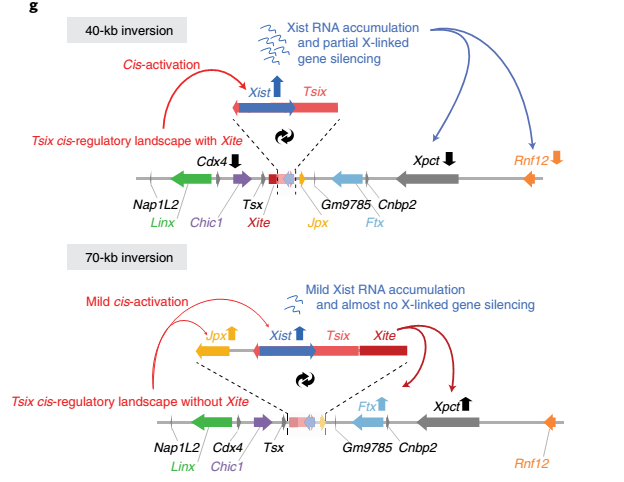 g
40-kb inversion
Xist RNA accumulation
and partial X-linked
gene silencing
Cis-activation
Xist Tsix
Tsix cis-regulatory landscape with Xite
Cdx4 Xpct Rnf12
Nap1L2 Tsx Gm9785 Cnbp2
Linx Chic1 Xite Jpx Ftx
70-kb inversion
Mild Xist RNA accumulation
and almost no X-linked gene silencing
Mild cis-activation
Jpx Xist Tsix Xite
Tsix cis-regulatory landscape without Xite
Ftx Xpct
Nap1L2 Cdx4 Tsx Gm9785 Cnbp2
Linx Chic1 Rnf12